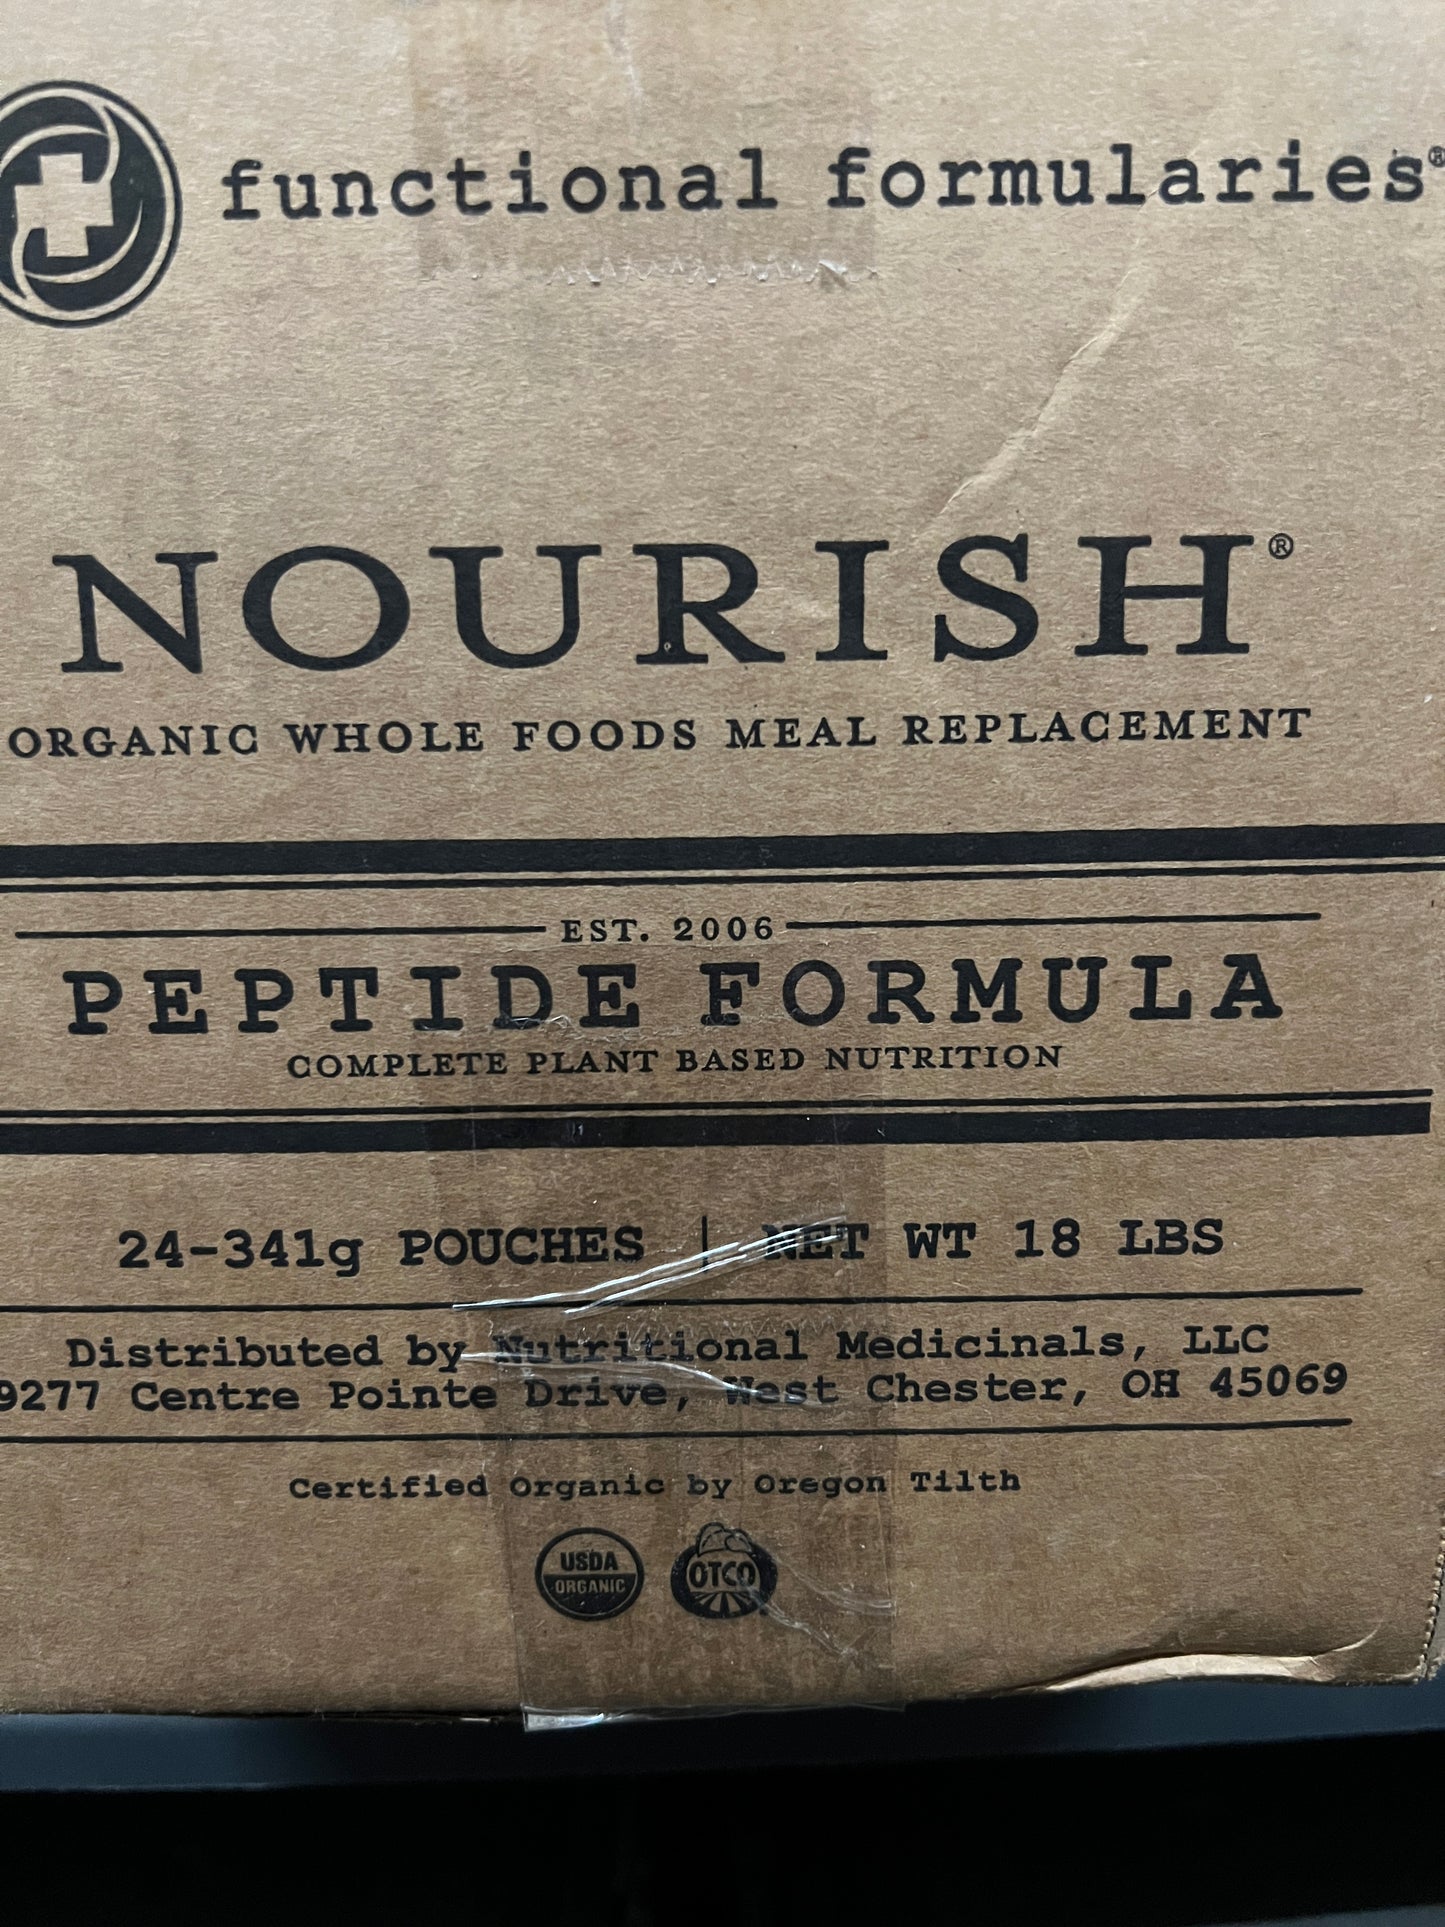 functional formularies®
NOURISH®
ORGANIC WHOLE FOODS MEAL REPLACEMENT
EST. 2006
PEPTIDE FORMULA
COMPLETE PLANT BASED NUTRITION
24-341g POUCHES | NET WT 18 LBS
Distributed by Nutritional Medicinals, LLC
9277 Centre Pointe Drive, West Chester, OH 45069
Certified Organic by Oregon Tilth
USDA
ORGANIC
OTCO